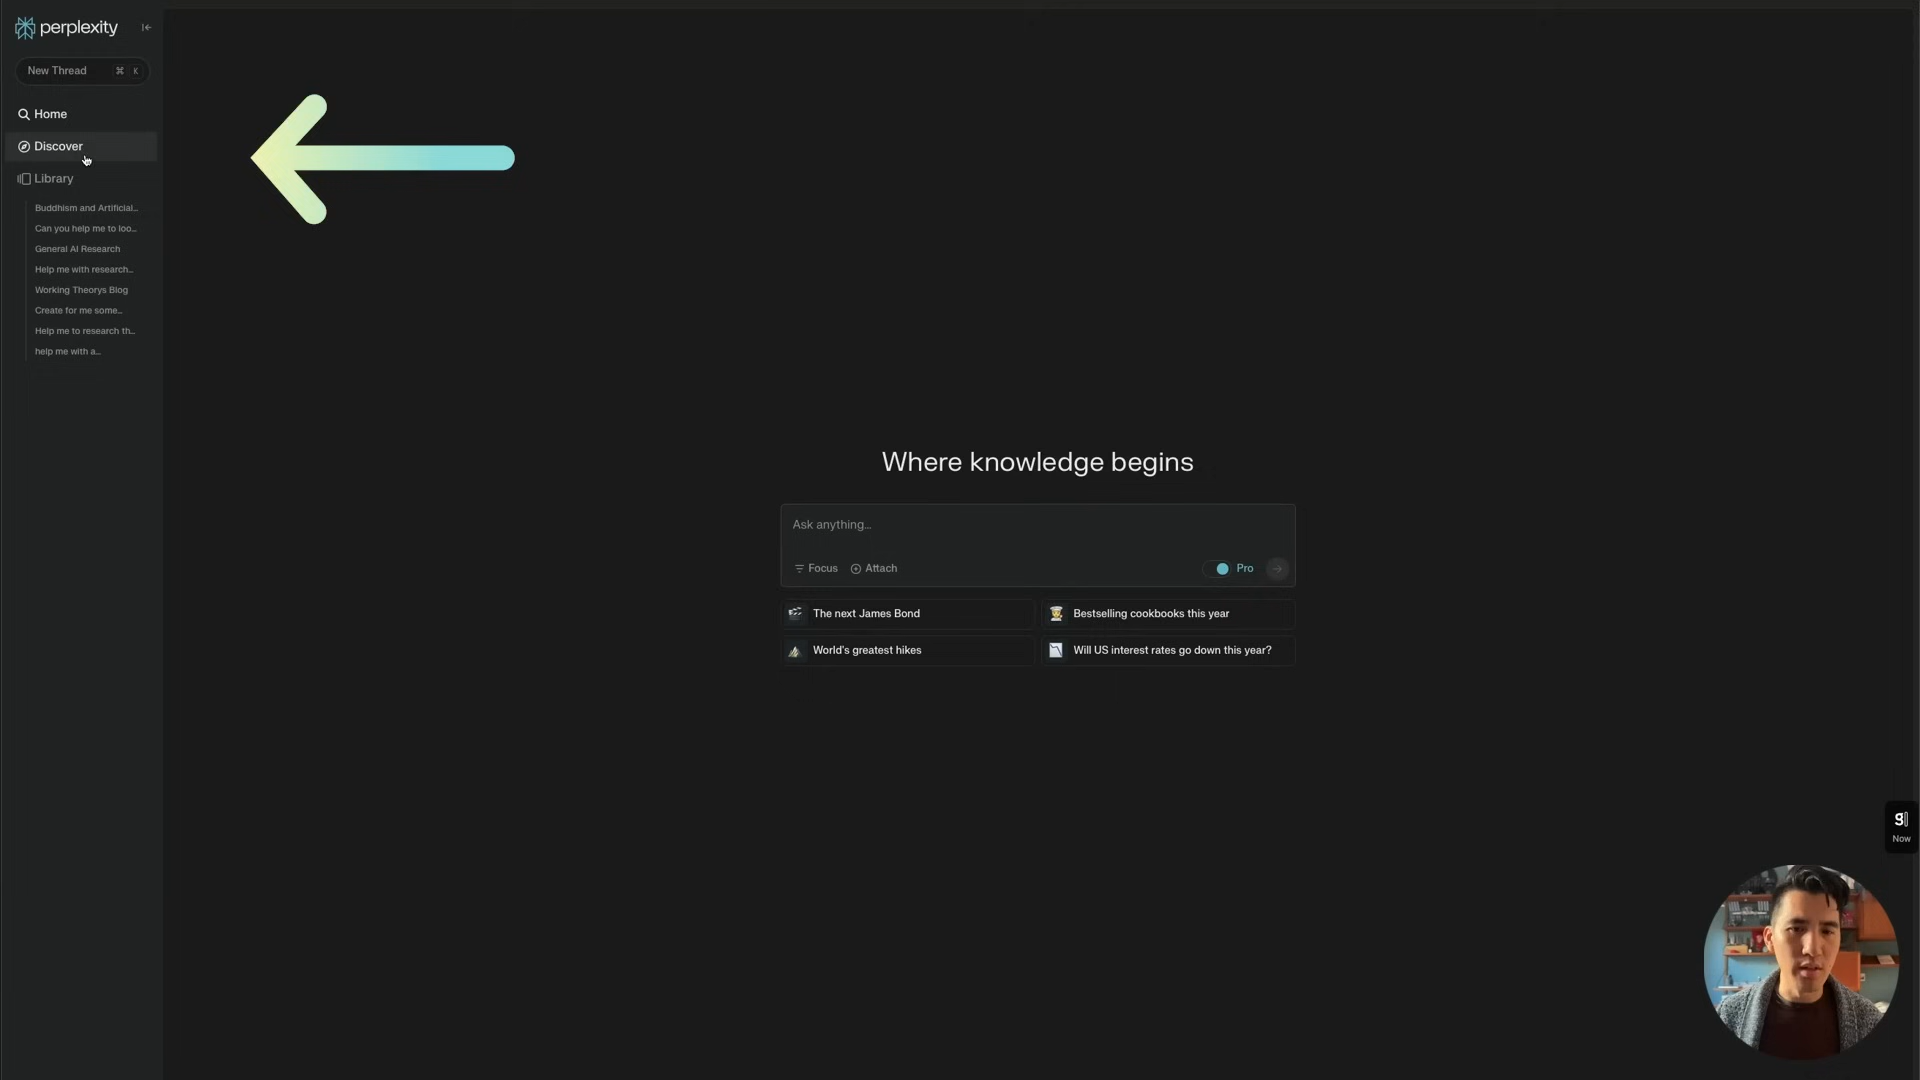 perplexity
New Thread ⌘ K
Home
Discover
Library
Buddhism and Artificial...
Can you help me to loo...
General AI Research
Help me with research...
Working Theorys Blog
Create for me some...
Help me to research th...
help me with a...
Where knowledge begins
Ask anything...
Focus Attach Pro
The next James Bond
Bestselling cookbooks this year
World's greatest hikes
Will US interest rates go down this year?
Now